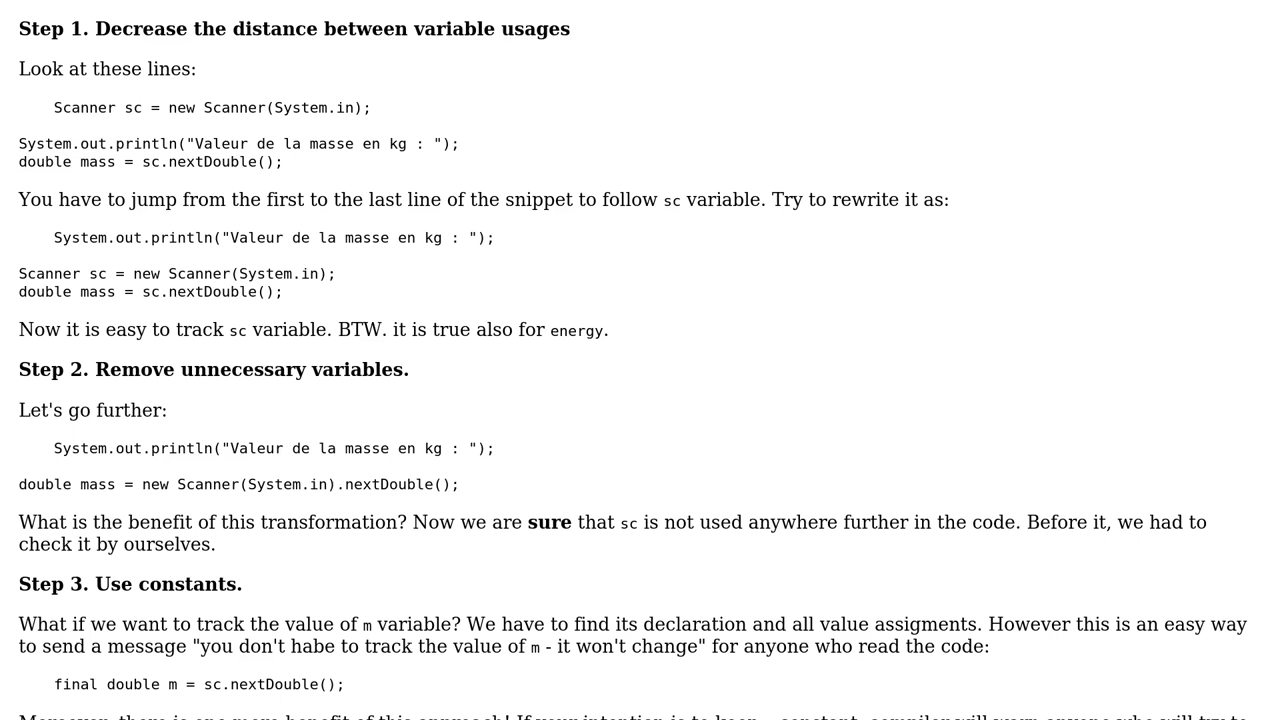 Step 1. Decrease the distance between variable usages
Look at these lines:
Scanner sc = new Scanner(System.in);
System.out.println("Valeur de la masse en kg : ");
double mass = sc.nextDouble();
You have to jump from the first to the last line of the snippet to follow sc variable. Try to rewrite it as:
System.out.println("Valeur de la masse en kg : ");
Scanner sc = new Scanner(System.in);
double mass = sc.nextDouble();
Now it is easy to track sc variable. BTW. it is true also for energy.
Step 2. Remove unnecessary variables.
Let's go further:
System.out.println("Valeur de la masse en kg : ");
double mass = new Scanner(System.in).nextDouble();
What is the benefit of this transformation? Now we are sure that sc is not used anywhere further in the code. Before it, we had to
check it by ourselves.
Step 3. Use constants.
What if we want to track the value of m variable? We have to find its declaration and all value assigments. However this is an easy way
to send a message "you don't habe to track the value of m - it won't change" for anyone who read the code:
final double m = sc.nextDouble();